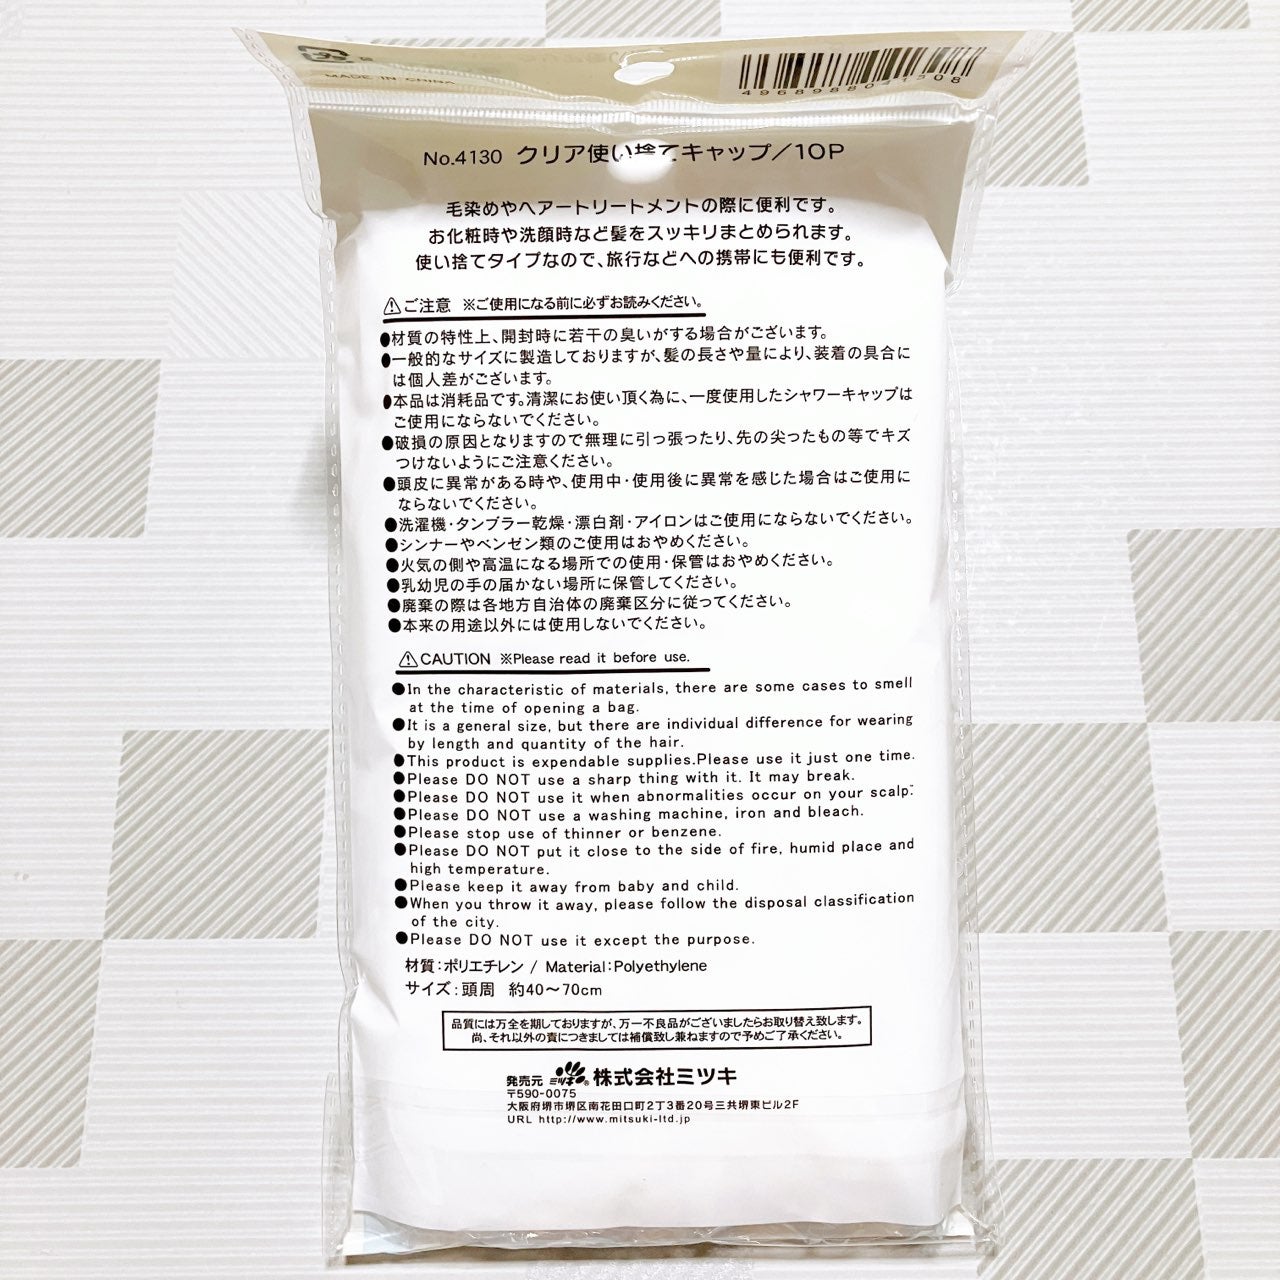 MADE IN CHINA
No.4130 クリア使い捨てキャップ／10P
毛染めやヘアートリートメントの際に便利です。
お化粧時や洗顔時など髪をスッキリまとめられます。
使い捨てタイプなので、旅行などへの携帯にも便利です。
⚠ご注意 ※ご使用になる前に必ずお読みください。
●材質の特性上、開封時に若干の臭いがする場合がございます。
●一般的なサイズに製造しておりますが、髪の長さや量により、装着の具合に
は個人差がございます。
●本品は消耗品です。清潔にお使い頂く為に、一度使用したシャワーキャップは
ご使用にならないでください。
●破損の原因となりますので無理に引っ張ったり、先の尖ったもの等でキズ
つけないようにご注意ください。
●頭皮に異常がある時や、使用中・使用後に異常を感じた場合はご使用に
ならないでください。
●洗濯機・タンブラー乾燥・漂白剤・アイロンはご使用にならないでください。
●シンナーやベンゼン類のご使用はおやめください。
●火気の側や高温になる場所での使用・保管はおやめください。
●乳幼児の手の届かない場所に保管してください。
●廃棄の際は各地方自治体の廃棄区分に従ってください。
●本来の用途以外には使用しないでください。
⚠CAUTION ※Please read it before use.
●In the characteristic of materials, there are some cases to smell
at the time of opening a bag.
●It is a general size, but there are individual difference for wearing
by length and quantity of the hair.
●This product is expendable supplies.Please use it just one time.
●Please DO NOT use a sharp thing with it. It may break.
●Please DO NOT use it when abnormalities occur on your scalp.
●Please DO NOT use a washing machine, iron and bleach.
●Please stop use of thinner or benzene.
●Please DO NOT put it close to the side of fire, humid place and
high temperature.
●Please keep it away from baby and child.
●When you throw it away, please follow the disposal classification
of the city.
●Please DO NOT use it except the purpose.
材質：ポリエチレン / Material：Polyethylene
サイズ：頭周 約40～70cm
品質には万全を期しておりますが、万一不良品がございましたらお取り替え致します。
尚、それ以外の責につきましては補償致し兼ねますので予めご了承ください。
発売元 ミツキ® 株式会社ミツキ
〒590-0075
大阪府堺市堺区南花田口町2丁3番20号三共堺東ビル2F
URL http://www.mitsuki-ltd.jp